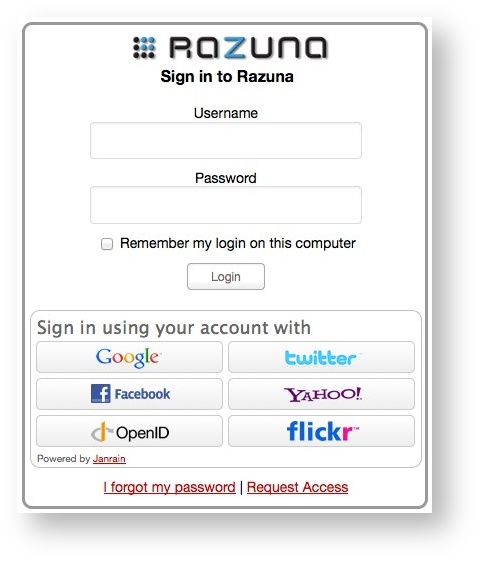 RAZUNA
Sign in to Razuna
Username
Password
Remember my login on this computer
Login
Sign in using your account with
Google twitter
Facebook YAHOO!
OpenID flickr
Powered by Janrain
I forgot my password | Request Access